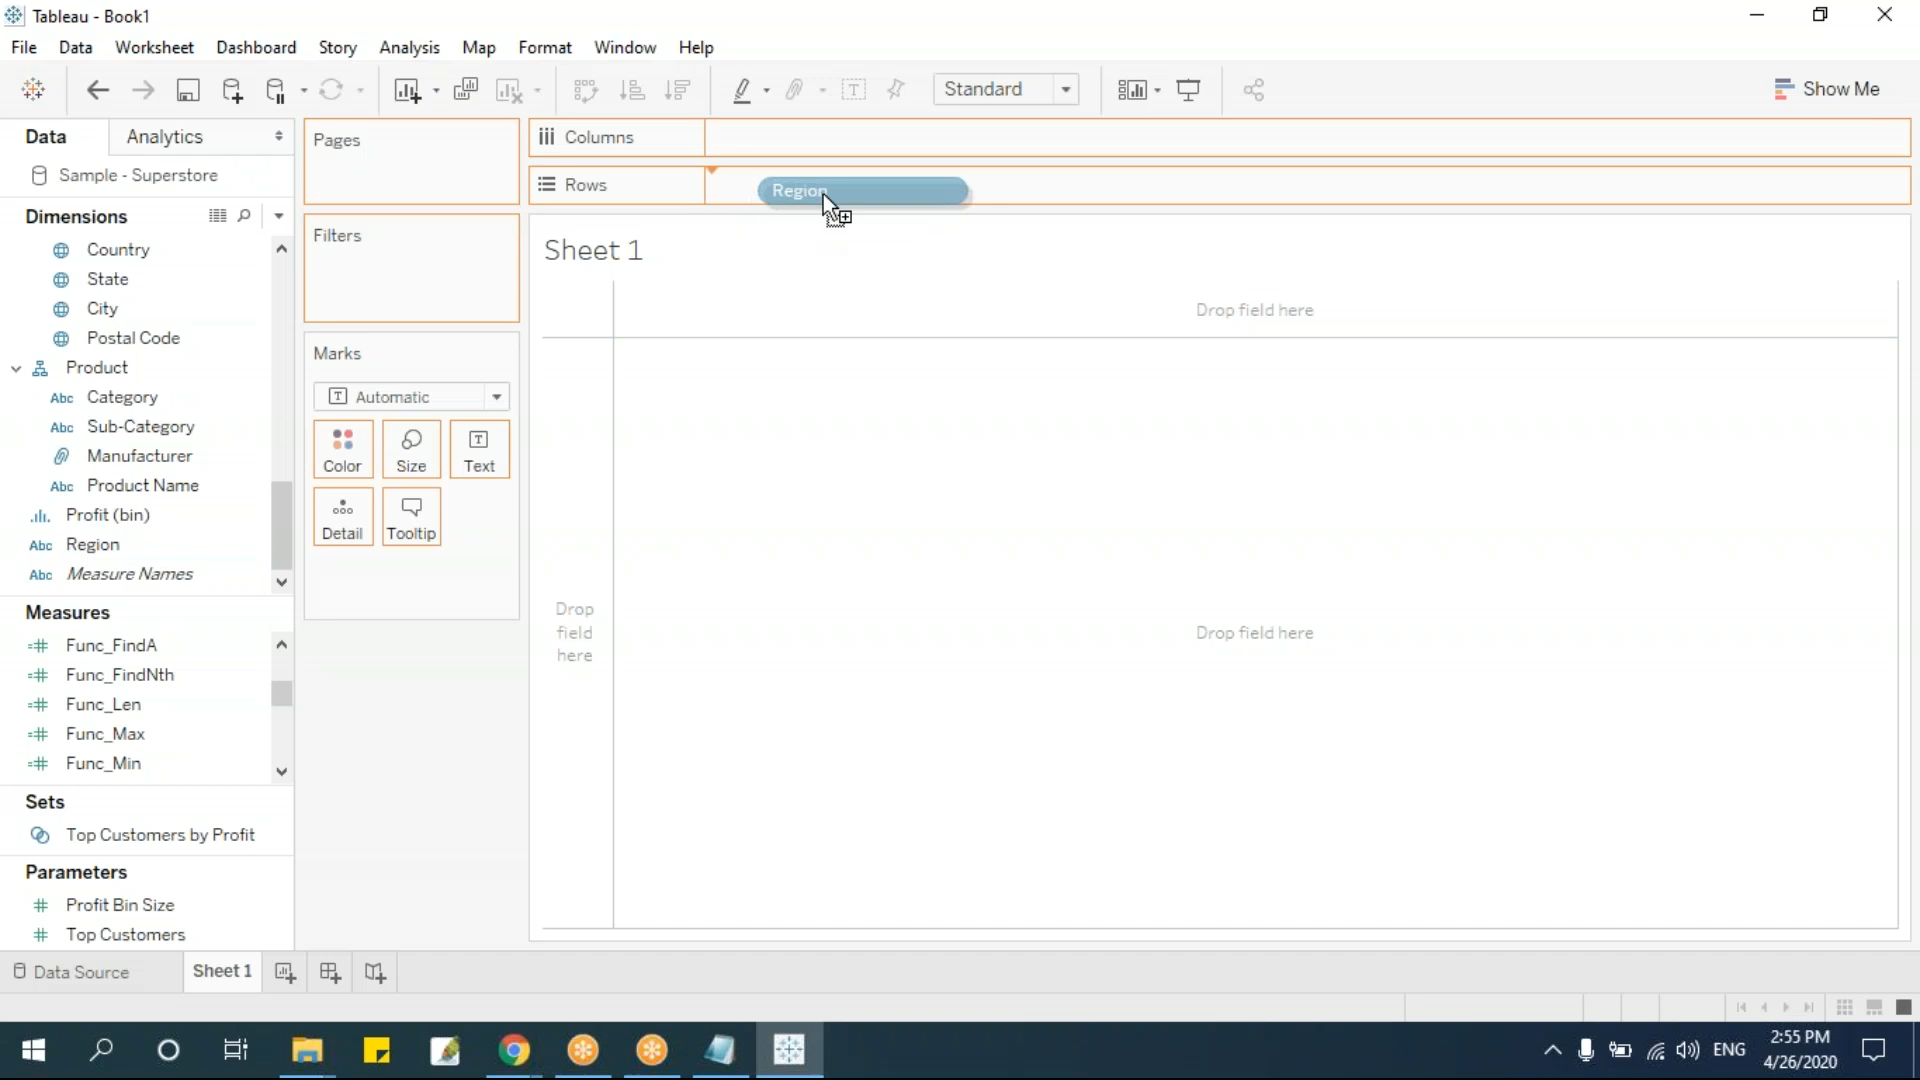 Tableau - Book1
File Data Worksheet Dashboard Story Analysis Map Format Window Help
Standard
Show Me
Data
Analytics
Sample - Superstore
Dimensions
Country
State
City
Postal Code
Product
Abc Category
Abc Sub-Category
Manufacturer
Abc Product Name
Profit (bin)
Abc Region
Abc Measure Names
Measures
Func_FindA
Func_FindNth
Func_Len
Func_Max
Func_Min
Sets
Top Customers by Profit
Parameters
Profit Bin Size
Top Customers
Pages
Filters
Marks
Automatic
Color Size Text
Detail Tooltip
Columns
Rows
Region
Sheet 1
Drop field here
Drop
field
here
Drop field here
Data Source
Sheet 1
ENG
2:55 PM
4/26/2020